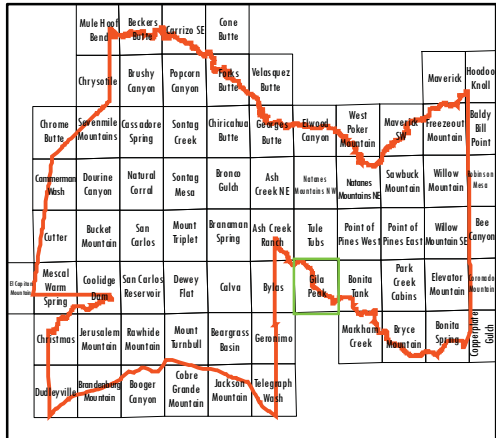 Mule Hoof
Bend
Beckers
Butte
Carrizo SE
Cone
Butte
Chrysotile
Brushy
Canyon
Popcorn
Canyon
Forks
Butte
Velasquez
Butte
Maverick
Hoodoo
Knoll
Chrome
Butte
Sevenmile
Mountains
Cassadore
Spring
Sontag
Creek
Chiricahua
Butte
Georges
Butte
Elwood
Canyon
West
Poker
Mountain
Maverick
SW
Freezeout
Mountain
Baldy
Bill
Point
Cammerman
Wash
Dourine
Canyon
Natural
Corral
Sontag
Mesa
Bronco
Gulch
Ash
Creek NE
Natanes
Mountains NW
Natanes
Mountains NE
Sawbuck
Mountain
Willow
Mountain
Robinson
Mesa
Cutter
Bucket
Mountain
San
Carlos
Mount
Triplet
Branaman
Spring
Ash Creek
Ranch
Tule
Tubs
Point of
Pines West
Point of
Pines East
Willow
Mountain SE
Bee
Canyon
El Capitan
Mountain
Mescal
Warm
Spring
Coolidge
Dam
San Carlos
Reservoir
Dewey
Flat
Calva
Bylas
Gila
Peak
Bonita
Tank
Park
Creek
Cabins
Elevator
Mountain
Coronado
Mountain
Christmas
Jerusalem
Mountain
Rawhide
Mountain
Mount
Turnbull
Beargrass
Basin
Geronimo
Markham
Creek
Bryce
Mountain
Bonita
Spring
Copperplate
Gulch
Dudleyville
Brandenburg
Mountain
Booger
Canyon
Cobre
Grande
Mountain
Jackson
Mountain
Telegraph
Wash